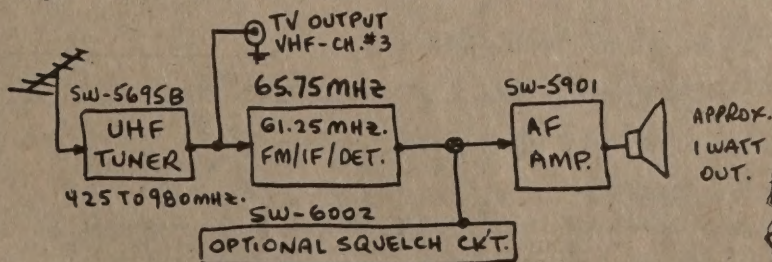 TV OUTPUT
VHF-CH.#3
SW-5695B
65.75MHZ
SW-5901
UHF
TUNER
61.25MHZ.
FM/IF/DET.
AF
AMP.
APPROX.
1 WATT
OUT.
425 TO 980MHZ.
SW-6002
OPTIONAL SQUELCH CK'T.